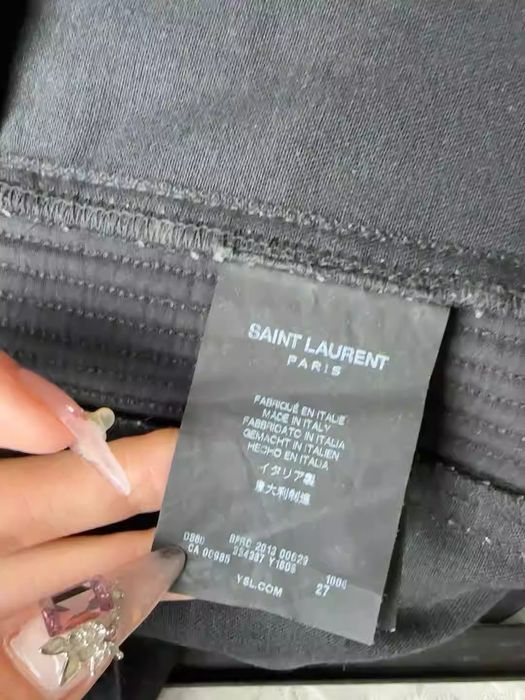 SAINT LAURENT
PARIS
FABRIQUÉ EN ITALIE
MADE IN ITALY
FABBRICATO IN ITALIA
GEMACHT IN ITALIEN
HECHO EN ITALIA
イタリア製
意大利制造
2013 00629
27
YSL.COM